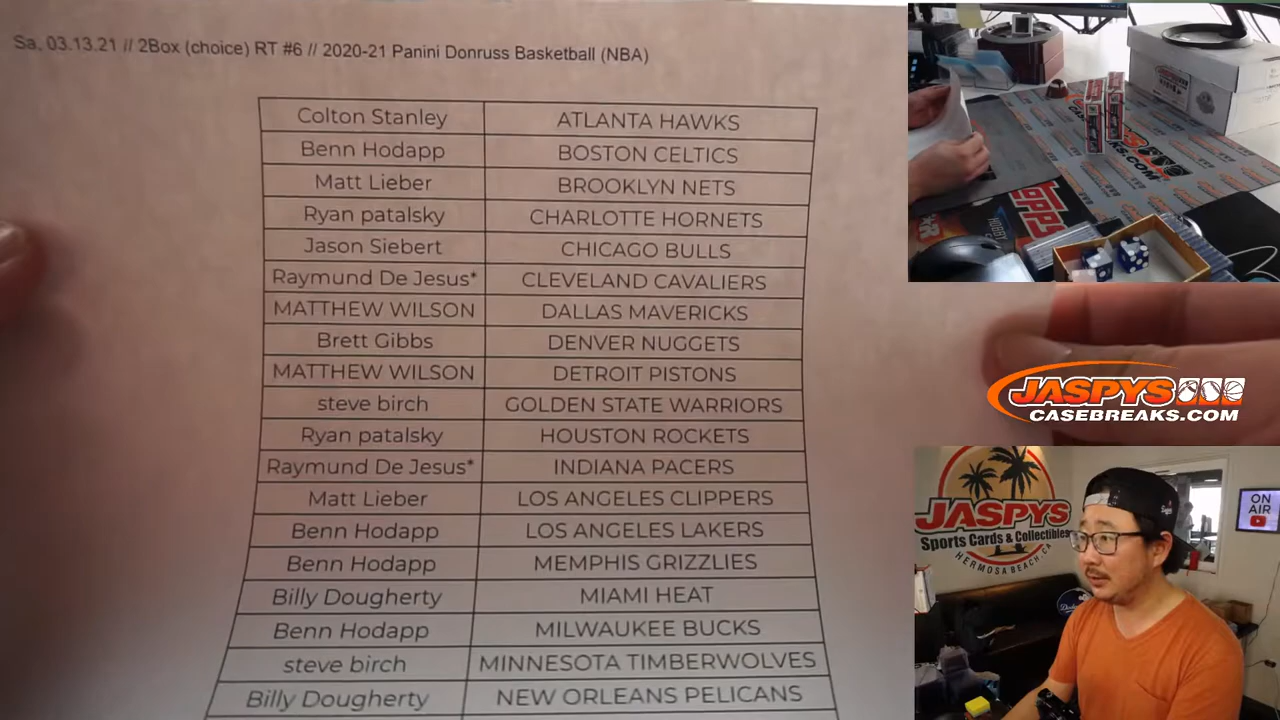 Sa, 03.13.21 // 2Box (choice) RT #6 // 2020-21 Panini Donruss Basketball (NBA)
Colton Stanley ATLANTA HAWKS
Benn Hodapp BOSTON CELTICS
Matt Lieber BROOKLYN NETS
Ryan patalsky CHARLOTTE HORNETS
Jason Siebert CHICAGO BULLS
Raymund De Jesus* CLEVELAND CAVALIERS
MATTHEW WILSON DALLAS MAVERICKS
Brett Gibbs DENVER NUGGETS
MATTHEW WILSON DETROIT PISTONS
steve birch GOLDEN STATE WARRIORS
Ryan patalsky HOUSTON ROCKETS
Raymund De Jesus* INDIANA PACERS
Matt Lieber LOS ANGELES CLIPPERS
Benn Hodapp LOS ANGELES LAKERS
Benn Hodapp MEMPHIS GRIZZLIES
Billy Dougherty MIAMI HEAT
Benn Hodapp MILWAUKEE BUCKS
steve birch MINNESOTA TIMBERWOLVES
Billy Dougherty NEW ORLEANS PELICANS
TOPPS
HOBBY
JASPYS
CASEBREAKS.COM
JASPYS
Sports Cards & Collectibles
HERMOSA BEACH, CA
ON
AIR